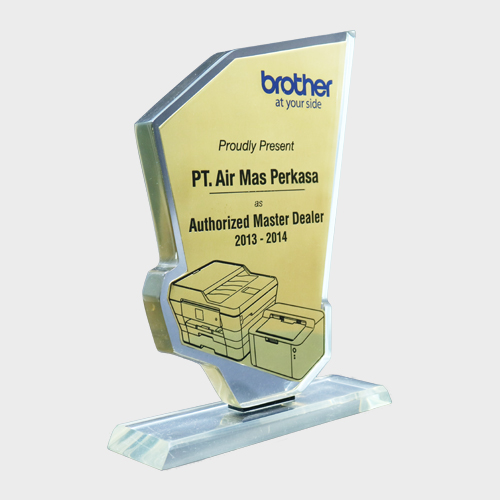 brother
at your side
Proudly Present
PT. Air Mas Perkasa
as
Authorized Master Dealer
2013 - 2014